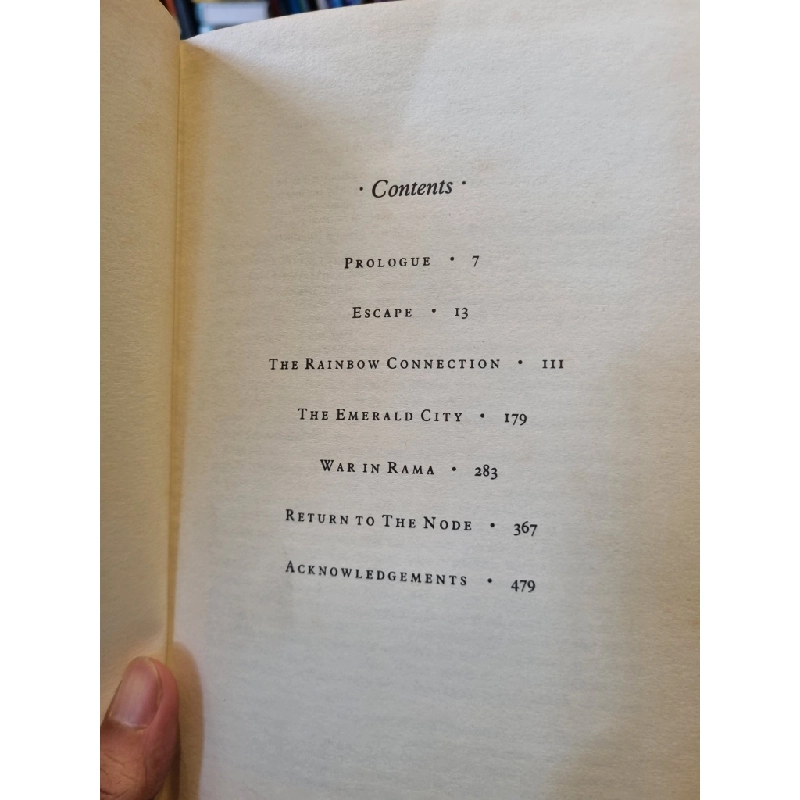 · Contents ·
PROLOGUE · 7
ESCAPE · 13
THE RAINBOW CONNECTION · 111
THE EMERALD CITY · 179
WAR IN RAMA · 283
RETURN TO THE NODE · 367
ACKNOWLEDGEMENTS · 479